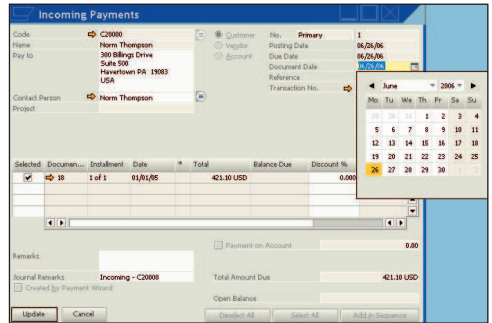 Incoming Payments
Code C20000
Name Norm Thompson
Pay to 300 Billings Drive
Suite 500
Havertown PA 19083
USA
Contact Person Norm Thompson
Project
Customer
Vendor
Account
No. Primary 1
Posting Date 06/26/06
Due Date 06/26/06
Document Date 06/26/06
Reference
Transaction No.
June 2006
Mo Tu We Th Fr Sa Su
29 30 31 1 2 3 4
5 6 7 8 9 10 11
12 13 14 15 16 17 18
19 20 21 22 23 24 25
26 27 28 29 30 1 2
Selected Documen... Installment Date * Total Balance Due Discount %
18 1 of 1 01/01/05 421.10 USD 0.000
Payment on Account 0.00
Remarks
Journal Remarks Incoming - C20000
Total Amount Due 421.10 USD
Created by Payment Wizard
Open Balance
Update Cancel Deselect All Select All Add in Sequence